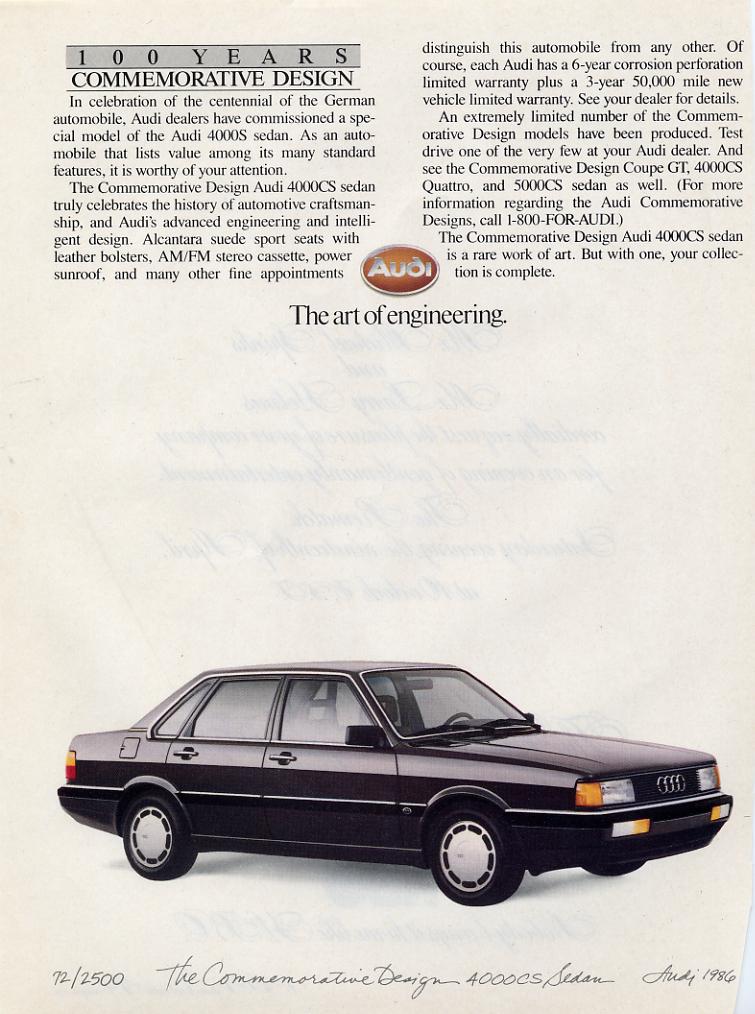 100 YEARS
COMMEMORATIVE DESIGN
In celebration of the centennial of the German
automobile, Audi dealers have commissioned a spe-
cial model of the Audi 4000S sedan. As an auto-
mobile that lists value among its many standard
features, it is worthy of your attention.
The Commemorative Design Audi 4000CS sedan
truly celebrates the history of automotive craftsman-
ship, and Audi's advanced engineering and intelli-
gent design. Alcantara suede sport seats with
leather bolsters, AM/FM stereo cassette, power
sunroof, and many other fine appointments
distinguish this automobile from any other. Of
course, each Audi has a 6-year corrosion perforation
limited warranty plus a 3-year 50,000 mile new
vehicle limited warranty. See your dealer for details.
An extremely limited number of the Commem-
orative Design models have been produced. Test
drive one of the very few at your Audi dealer. And
see the Commemorative Design Coupe GT, 4000CS
Quattro, and 5000CS sedan as well. (For more
information regarding the Audi Commemorative
Designs, call 1-800-FOR-AUDI.)
The Commemorative Design Audi 4000CS sedan
is a rare work of art. But with one, your collec-
tion is complete.
Audi
The art of engineering.
72/2500 The Commemorative Design 4000CS Sedan Audi 1986